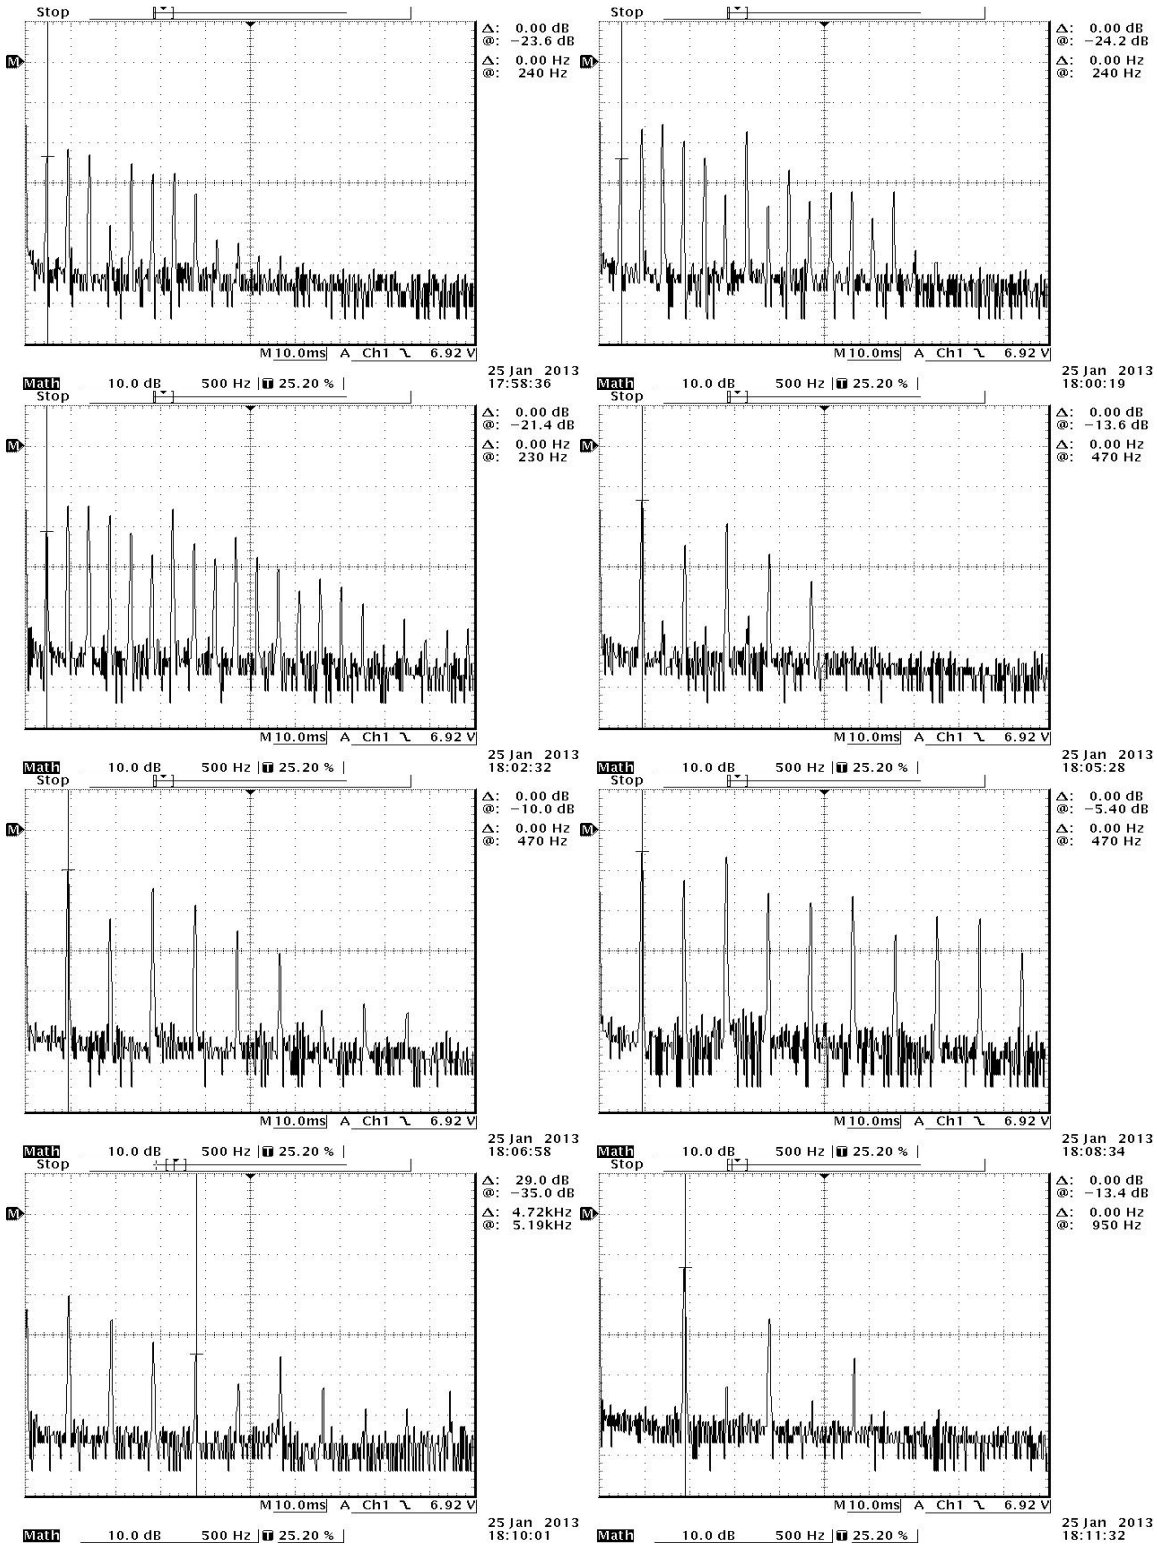 Stop
M
Δ: 0.00 dB
@: −23.6 dB
Δ: 0.00 Hz
@: 240 Hz
M 10.0ms A Ch1 6.92 V
Math 10.0 dB 500 Hz T 25.20 %
25 Jan 2013
17:58:36
Stop
M
Δ: 0.00 dB
@: −24.2 dB
Δ: 0.00 Hz
@: 240 Hz
M 10.0ms A Ch1 6.92 V
Math 10.0 dB 500 Hz T 25.20 %
25 Jan 2013
18:00:19
Stop
M
Δ: 0.00 dB
@: −21.4 dB
Δ: 0.00 Hz
@: 230 Hz
M 10.0ms A Ch1 6.92 V
Math 10.0 dB 500 Hz T 25.20 %
25 Jan 2013
18:02:32
Stop
M
Δ: 0.00 dB
@: −13.6 dB
Δ: 0.00 Hz
@: 470 Hz
M 10.0ms A Ch1 6.92 V
Math 10.0 dB 500 Hz T 25.20 %
25 Jan 2013
18:05:28
Stop
M
Δ: 0.00 dB
@: −10.0 dB
Δ: 0.00 Hz
@: 470 Hz
M 10.0ms A Ch1 6.92 V
Math 10.0 dB 500 Hz T 25.20 %
25 Jan 2013
18:06:58
Stop
M
Δ: 0.00 dB
@: −5.40 dB
Δ: 0.00 Hz
@: 470 Hz
M 10.0ms A Ch1 6.92 V
Math 10.0 dB 500 Hz T 25.20 %
25 Jan 2013
18:08:34
Stop
M
Δ: 29.0 dB
@: −35.0 dB
Δ: 4.72kHz
@: 5.19kHz
M 10.0ms A Ch1 6.92 V
Math 10.0 dB 500 Hz T 25.20 %
25 Jan 2013
18:10:01
Stop
M
Δ: 0.00 dB
@: −13.4 dB
Δ: 0.00 Hz
@: 950 Hz
M 10.0ms A Ch1 6.92 V
Math 10.0 dB 500 Hz T 25.20 %
25 Jan 2013
18:11:32